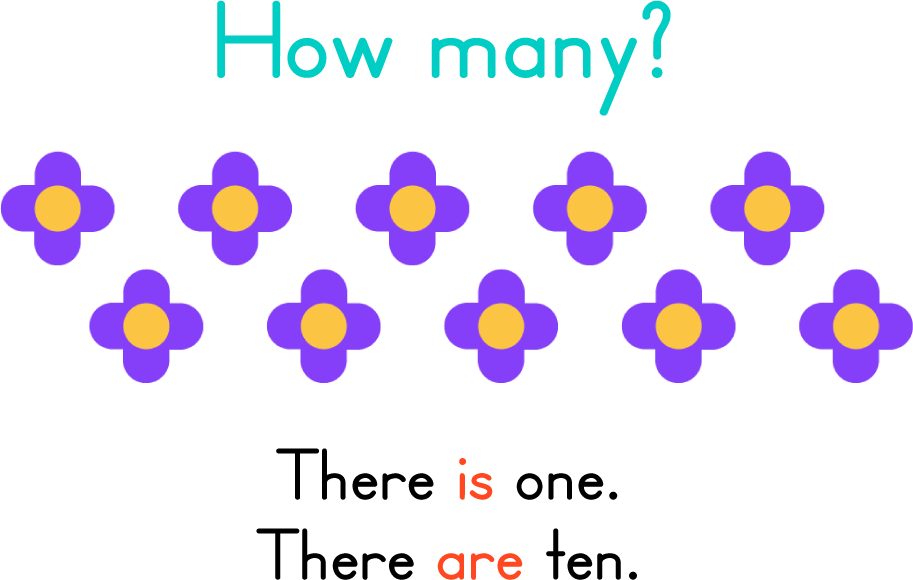 How many?
There is one.
There are ten.